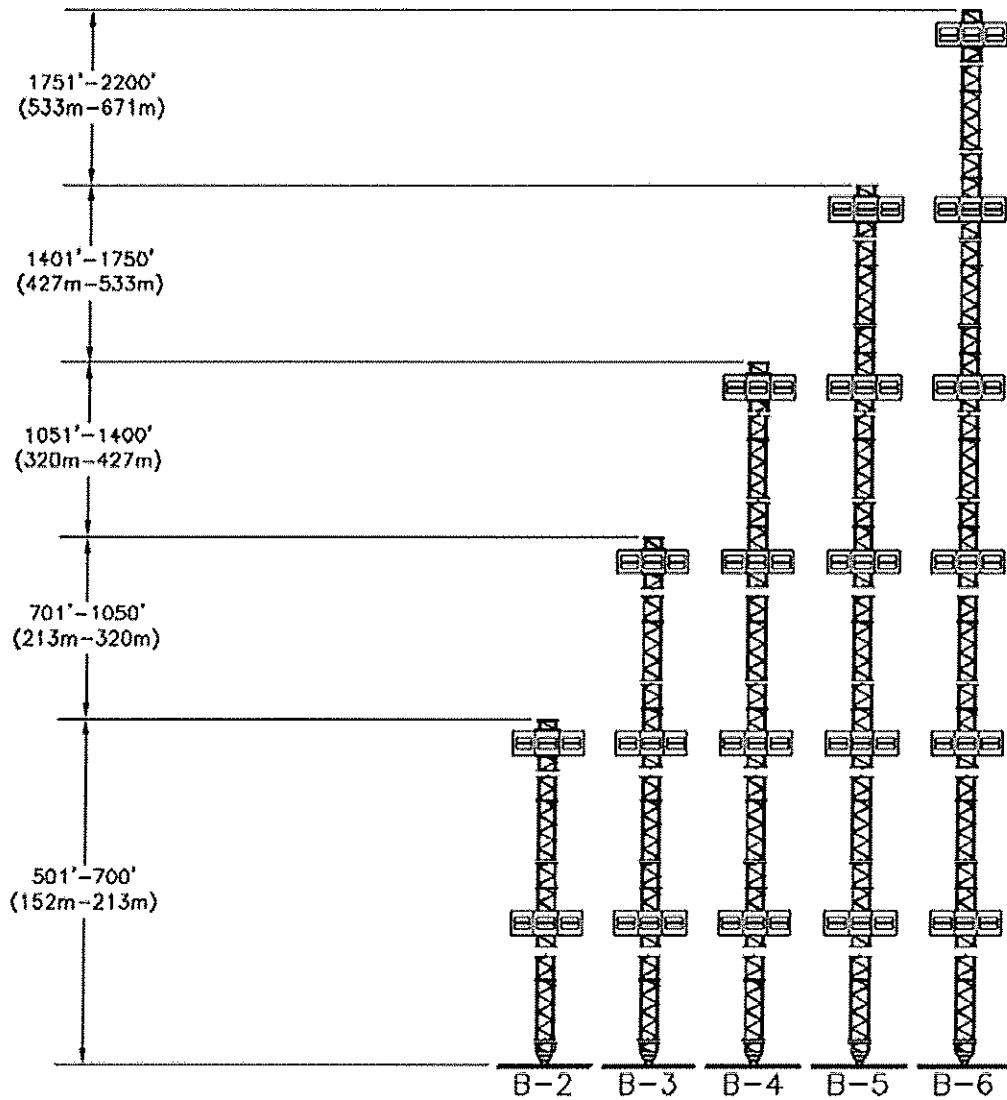 1751'-2200'
(533m-671m)
1401'-1750'
(427m-533m)
1051'-1400'
(320m-427m)
701'-1050'
(213m-320m)
501'-700'
(152m-213m)
B-2 B-3 B-4 B-5 B-6